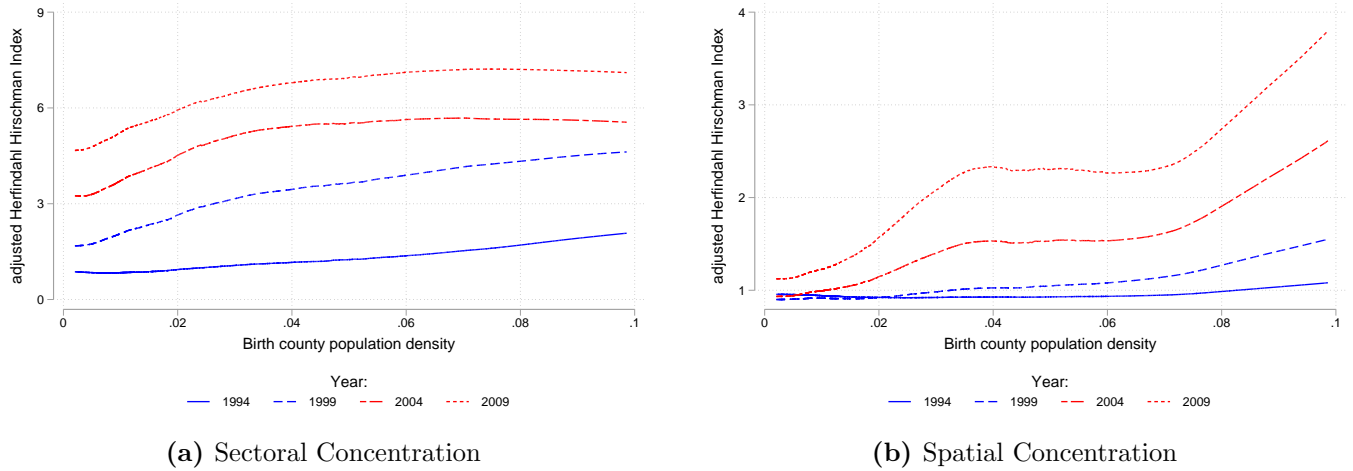 adjusted Herfindahl Hirschman Index
9
6
3
0
0 .02 .04 .06 .08 .1
Birth county population density
Year:
1994 1999 2004 2009
(a) Sectoral Concentration
adjusted Herfindahl Hirschman Index
4
3
2
1
0 .02 .04 .06 .08 .1
Birth county population density
Year:
1994 1999 2004 2009
(b) Spatial Concentration